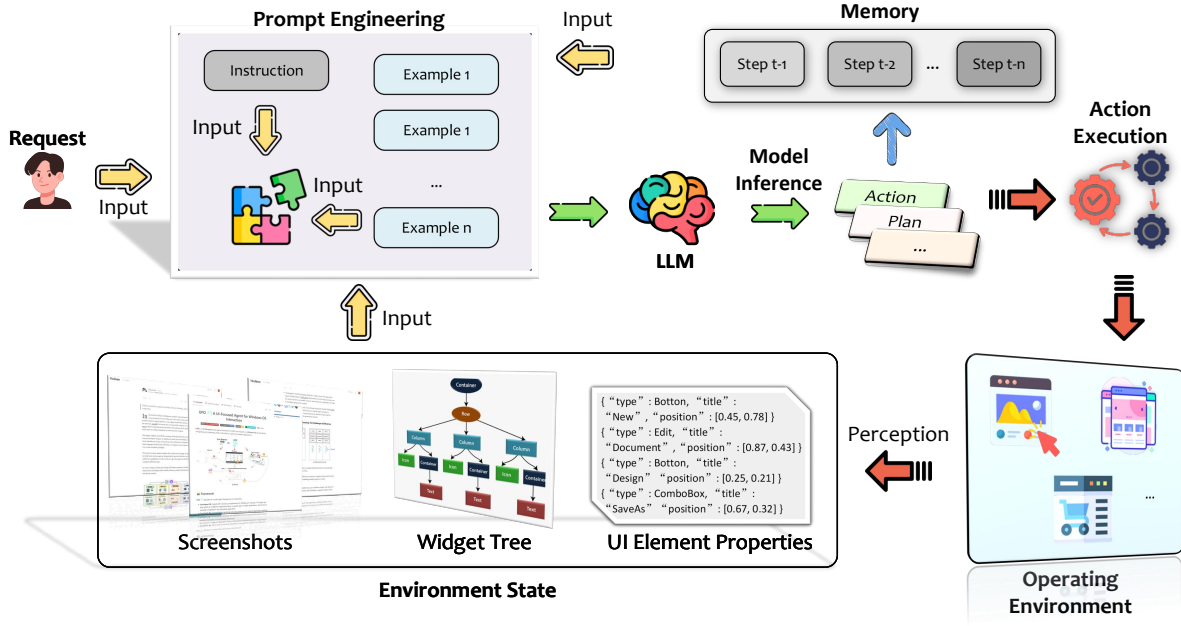 Prompt Engineering
Input
Memory
Instruction
Example 1
Step t-1
Step t-2
...
Step t-n
Input
Example 1
Action
Execution
Request
Input
Input
...
Model
Inference
Action
Plan
...
Example n
LLM
Input
Container
Row
Column
Column
Column
Icon
Container
Icon
Container
Icon
Container
Text
Text
Text
{ “type” : Botton, “title” :
“New” , “position” : [0.45, 0.78] }
{ “type” : Edit, “title” :
“Document” , “position” : [0.87, 0.43] }
{ “type” : Botton, “title” :
“Design” “position” : [0.25, 0.21] }
{ “type” : ComboBox, “title” :
“SaveAs” “position” : [0.67, 0.32] }
Perception
...
Screenshots
Widget Tree
UI Element Properties
Environment State
Operating
Environment